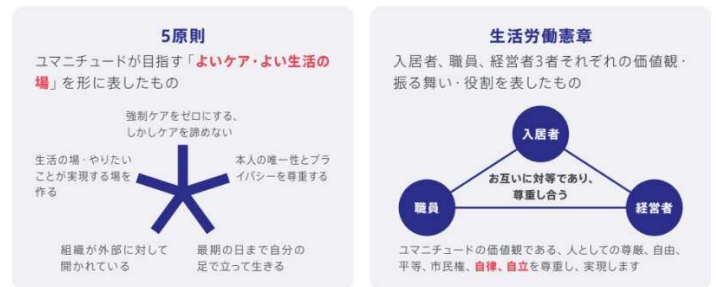 5原則
ユマニチュードが目指す「よいケア・よい生活の
場」を形に表したもの
強制ケアをゼロにする、
しかしケアを諦めない
生活の場・やりたい
ことが実現する場を
作る
本人の唯一性とプラ
イバシーを尊重する
組織が外部に対して
開かれている
最期の日まで自分の
足で立って生きる
生活労働憲章
入居者、職員、経営者3者それぞれの価値観・
振る舞い・役割を表したもの
入居者
お互いに対等であり、
尊重し合う
職員
経営者
ユマニチュードの価値観である、人としての尊厳、自由、
平等、市民権、自律、自立を尊重し、実現します